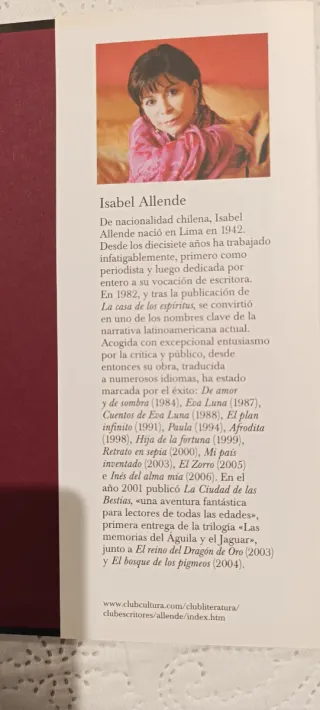 Isabel Allende
De nacionalidad chilena, Isabel
Allende nació en Lima en 1942.
Desde los diecisiete años ha trabajado
infatigablemente, primero como
periodista y luego dedicada por
entero a su vocación de escritora.
En 1982, y tras la publicación de
La casa de los espíritus, se convirtió
en uno de los nombres clave de la
narrativa latinoamericana actual.
Acogida con excepcional entusiasmo
por la crítica y público, desde
entonces su obra, traducida
a numerosos idiomas, ha estado
marcada por el éxito: De amor
y de sombra (1984), Eva Luna (1987),
Cuentos de Eva Luna (1988), El plan
infinito (1991), Paula (1994), Afrodita
(1998), Hija de la fortuna (1999),
Retrato en sepia (2000), Mi país
inventado (2003), El Zorro (2005)
e Inés del alma mía (2006). En el
año 2001 publicó La Ciudad de las
Bestias, «una aventura fantástica
para lectores de todas las edades»,
primera entrega de la trilogía «Las
memorias del Águila y el Jaguar»,
junto a El reino del Dragón de Oro (2003)
y El bosque de los pigmeos (2004).
www.clubcultura.com/clubliteratura/
clubescritores/allende/index.htm